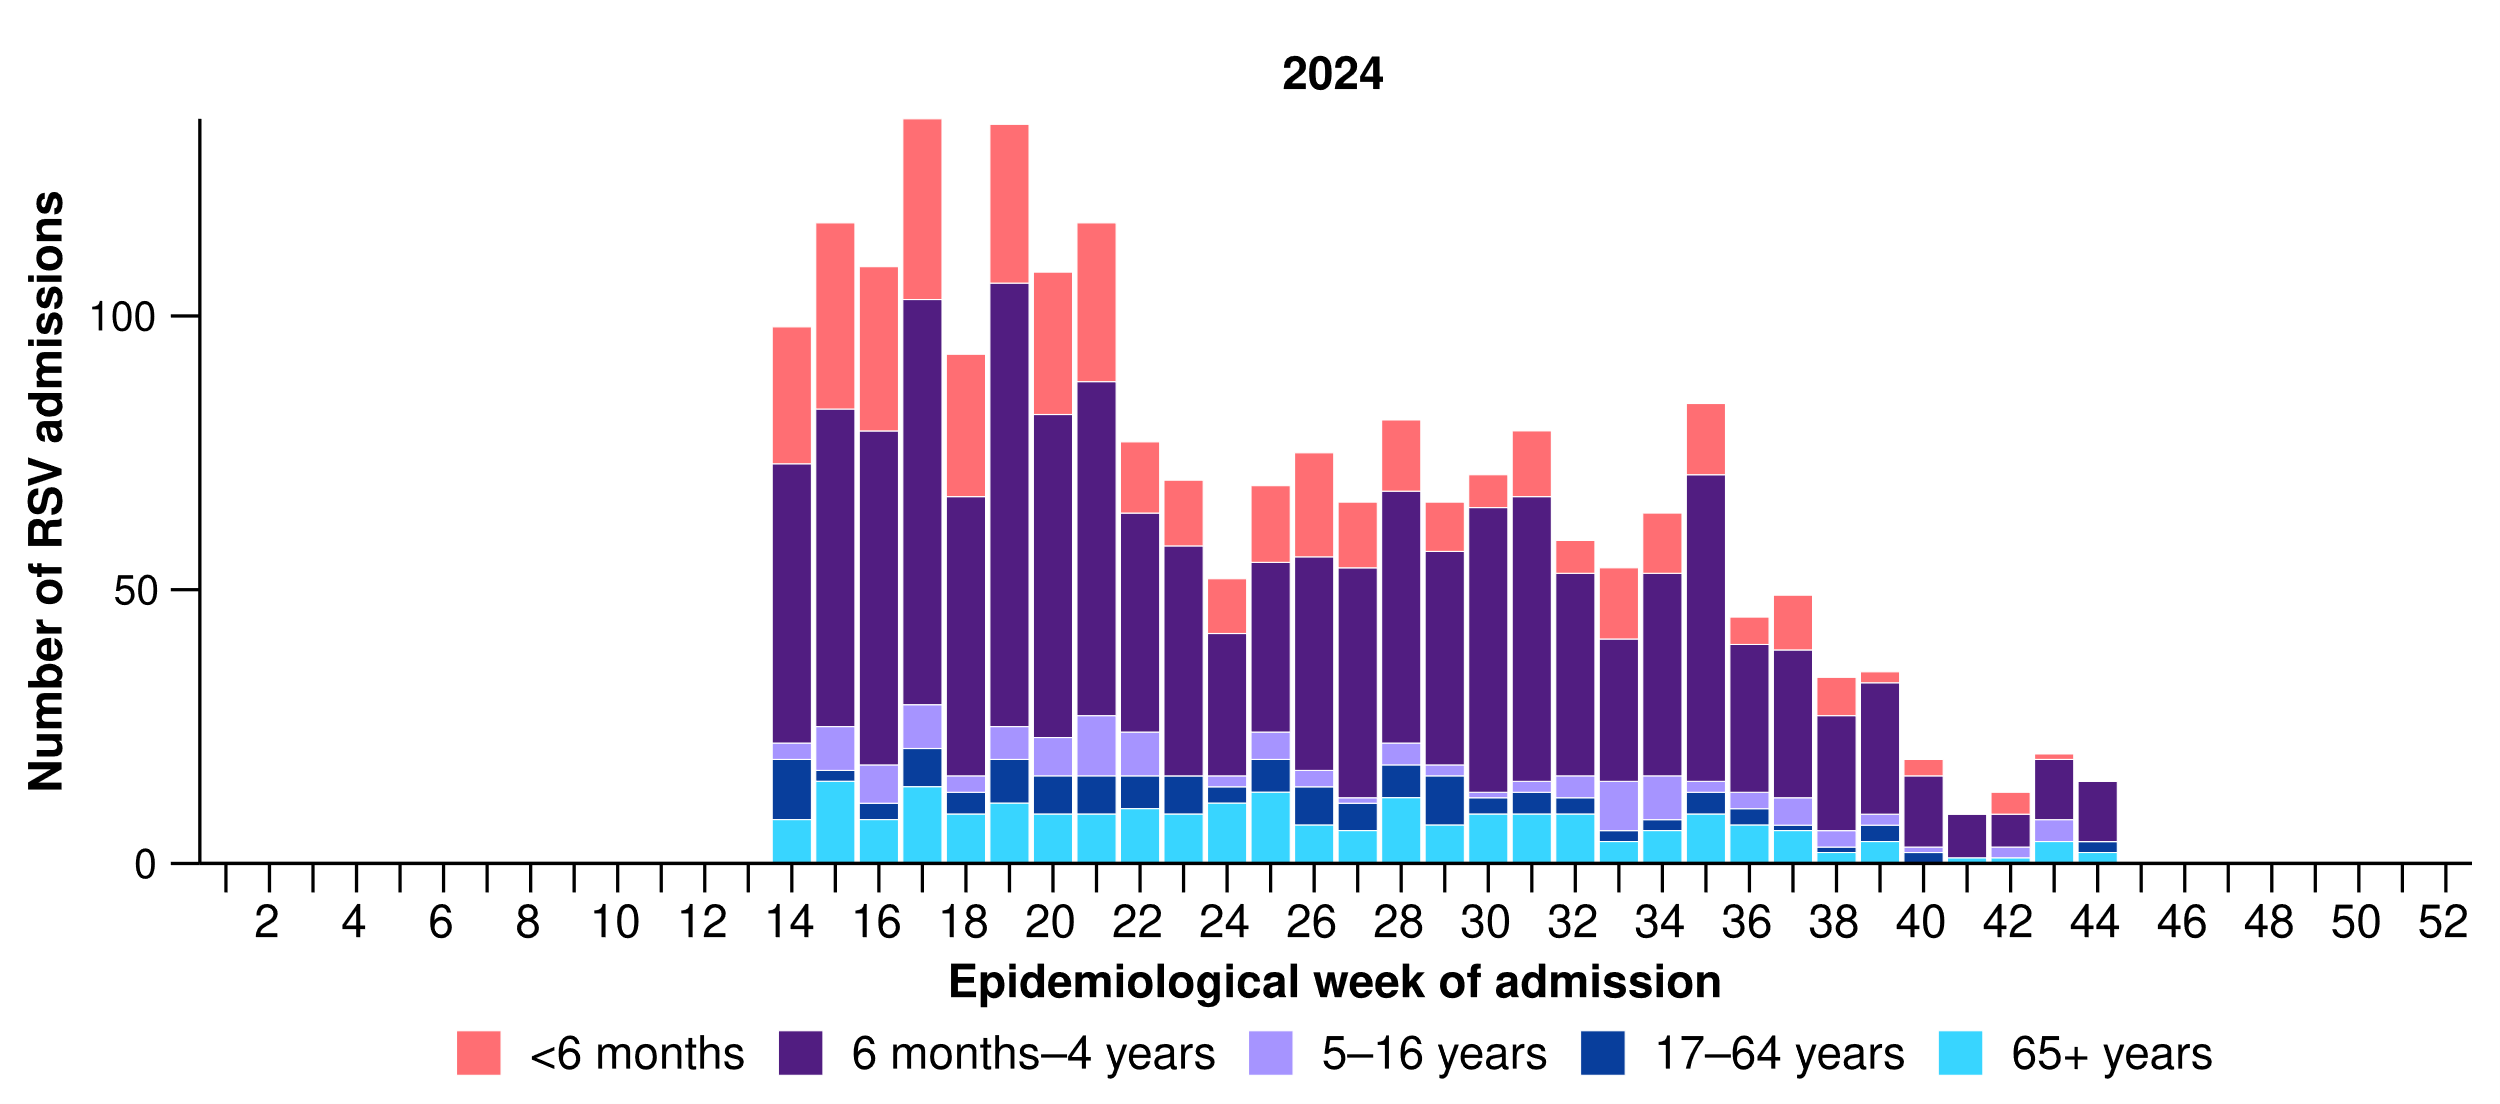 2024
Number of RSV admissions
100
50
0
2 4 6 8 10 12 14 16 18 20 22 24 26 28 30 32 34 36 38 40 42 44 46 48 50 52
Epidemiological week of admission
<6 months 6 months–4 years 5–16 years 17–64 years 65+ years